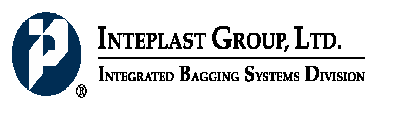 INTEPLAST GROUP, LTD.
INTEGRATED BAGGING SYSTEMS DIVISION
®